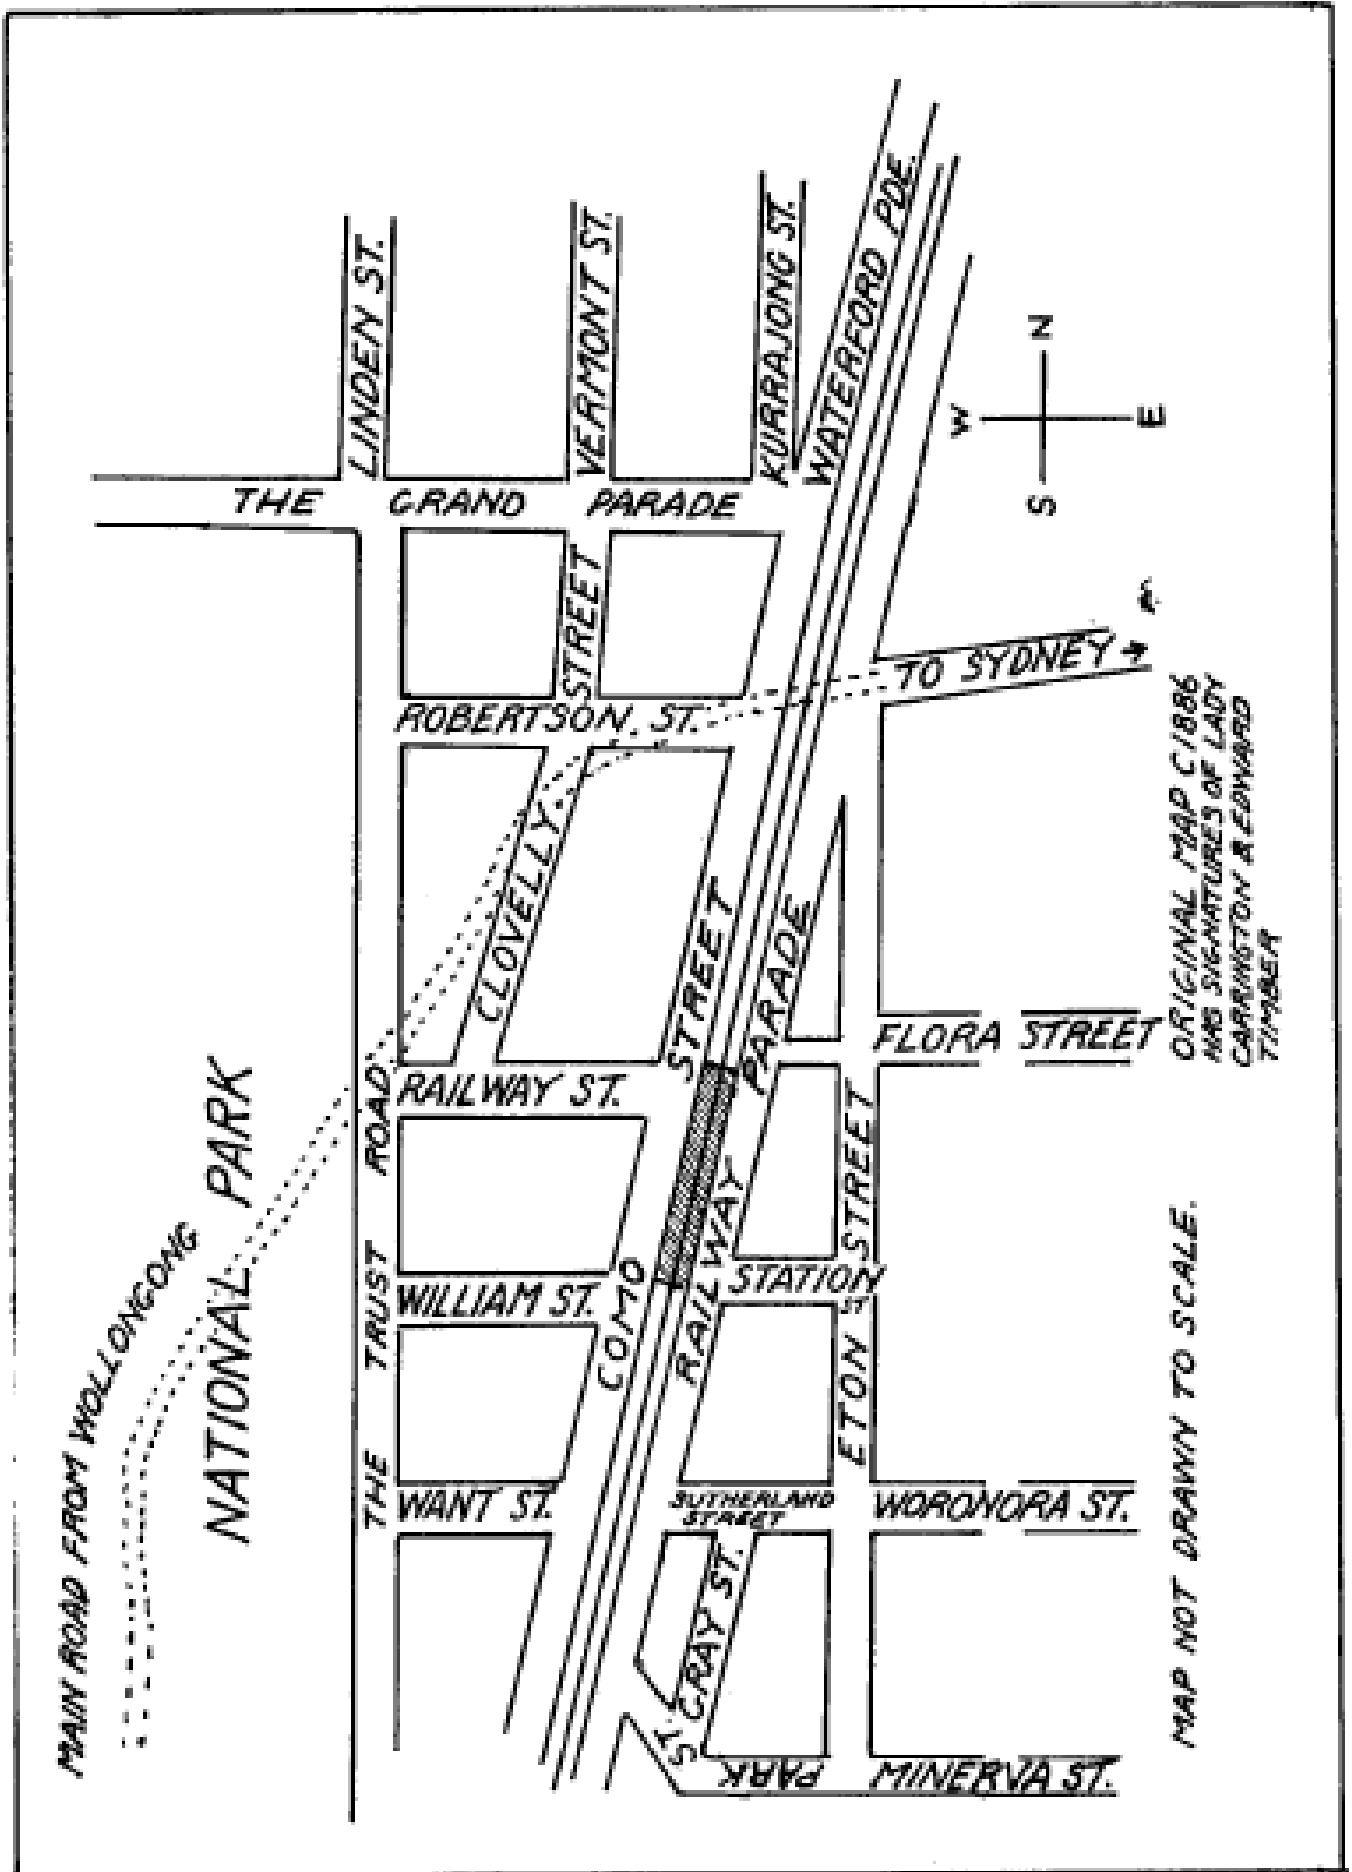 LINDEN ST.
VERMONT ST.
KURRAJONG ST.
WATERFORD PDE.
THE GRAND PARADE
STREET
W
N
S
E
ROBERTSON. ST.
TO SYDNEY
CLOVELLY
STREET
PARADE
FLORA STREET
ORIGINAL MAP C1886
HAS SIGNATURES OF LADY
CARRINGTON & EDWARD
TIMBER
RAILWAY ST.
NATIONAL PARK
MAIN ROAD FROM WOLLONGONG
THE TRUST ROAD
STREET
WILLIAM ST.
COMO
RAILWAY
STATION
ST
ETON
WANT ST.
SUTHERLAND
STREET
WORONORA ST.
GRAY ST.
ST.
PARK
MINERVA ST.
MAP NOT DRAWN TO SCALE.